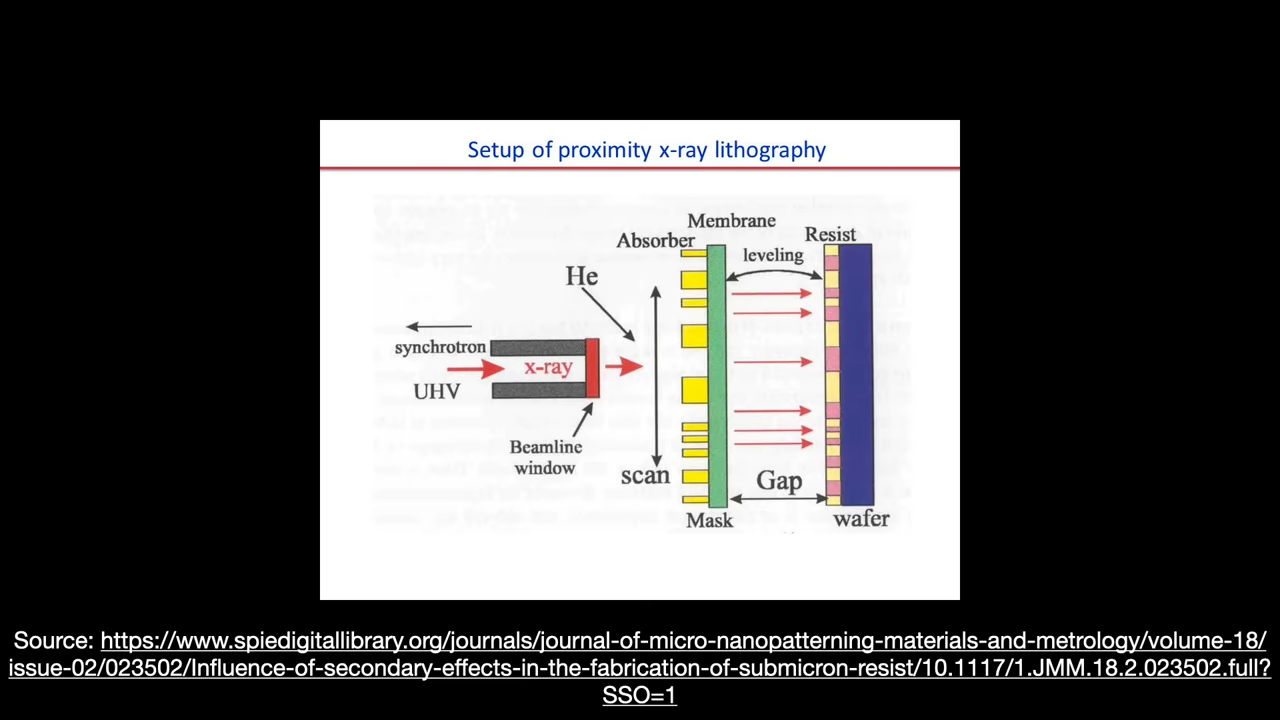 Setup of proximity x-ray lithography
Membrane
Absorber
Resist
leveling
He
synchrotron
x-ray
UHV
Beamline
window
scan
Gap
Mask
wafer
Source: https://www.spiedigitallibrary.org/journals/journal-of-micro-nanopatterning-materials-and-metrology/volume-18/
issue-02/023502/Influence-of-secondary-effects-in-the-fabrication-of-submicron-resist/10.1117/1.JMM.18.2.023502.full?
SSO=1